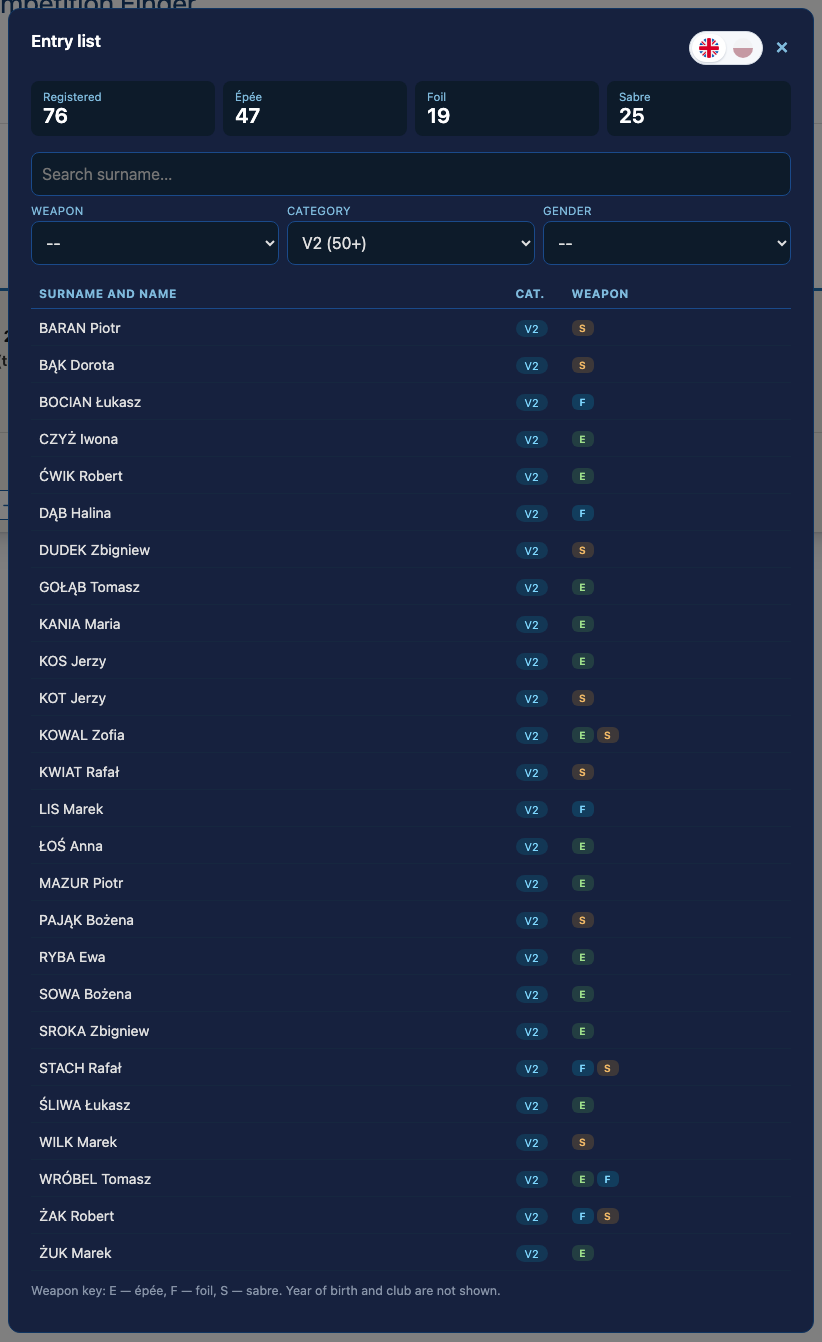 Competition Finder
Entry list
×
Registered Épée Foil Sabre
76 47 19 25
Search surname...
WEAPON CATEGORY GENDER
-- V2 (50+) --
SURNAME AND NAME CAT. WEAPON
BARAN Piotr V2 S
BĄK Dorota V2 S
BOCIAN Łukasz V2 F
CZYŻ Iwona V2 E
ĆWIK Robert V2 E
DĄB Halina V2 F
DUDEK Zbigniew V2 S
GOŁĄB Tomasz V2 E
KANIA Maria V2 E
KOS Jerzy V2 E
KOT Jerzy V2 S
KOWAL Zofia V2 E S
KWIAT Rafał V2 S
LIS Marek V2 F
ŁOŚ Anna V2 E
MAZUR Piotr V2 E
PAJĄK Bożena V2 S
RYBA Ewa V2 E
SOWA Bożena V2 E
SROKA Zbigniew V2 E
STACH Rafał V2 F S
ŚLIWA Łukasz V2 E
WILK Marek V2 S
WRÓBEL Tomasz V2 E F
ŻAK Robert V2 F S
ŻUK Marek V2 E
Weapon key: E — épée, F — foil, S — sabre. Year of birth and club are not shown.